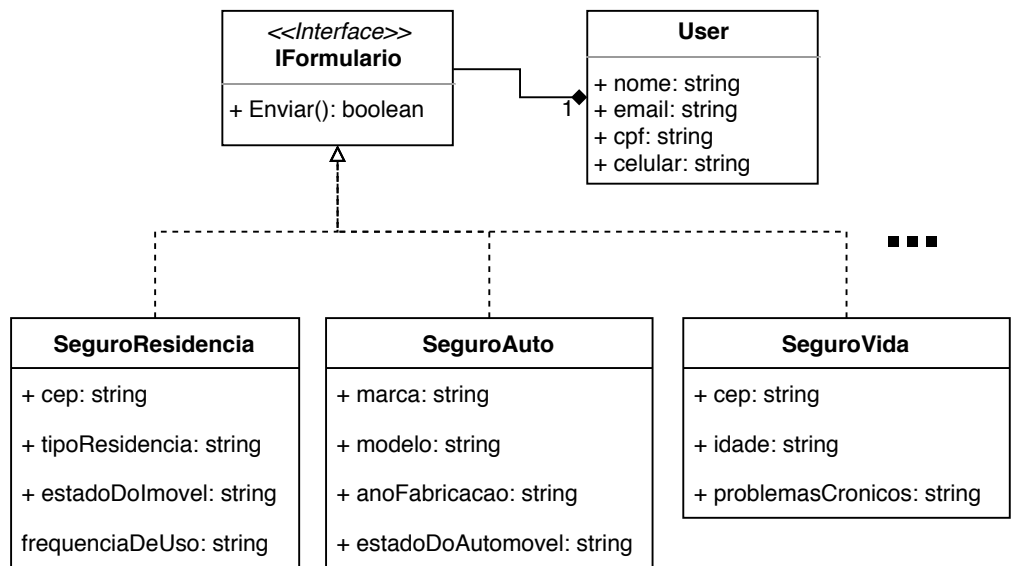 <<Interface>>
IFormulario
+ Enviar(): boolean
User
+ nome: string
+ email: string
+ cpf: string
+ celular: string
1
SeguroResidencia
+ cep: string
+ tipoResidencia: string
+ estadoDoImovel: string
frequenciaDeUso: string
SeguroAuto
+ marca: string
+ modelo: string
+ anoFabricacao: string
+ estadoDoAutomovel: string
SeguroVida
+ cep: string
+ idade: string
+ problemasCronicos: string
...